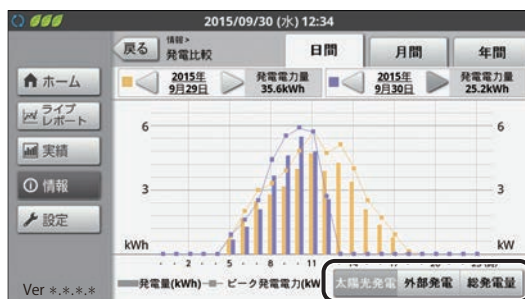 2015/09/30 (水) 12:34
戻る
情報>
発電比較
日間
月間
年間
ホーム
ライブ
レポート
実績
情報
設定
Ver *.*.*.*
2015年
9月29日
発電電力量
35.6kWh
2015年
9月30日
発電電力量
25.2kWh
6
6
3
3
kWh
kW
2
5
8
11
14
発電量(kWh)
ピーク発電電力(kW
太陽光発電
外部発電
総発電量